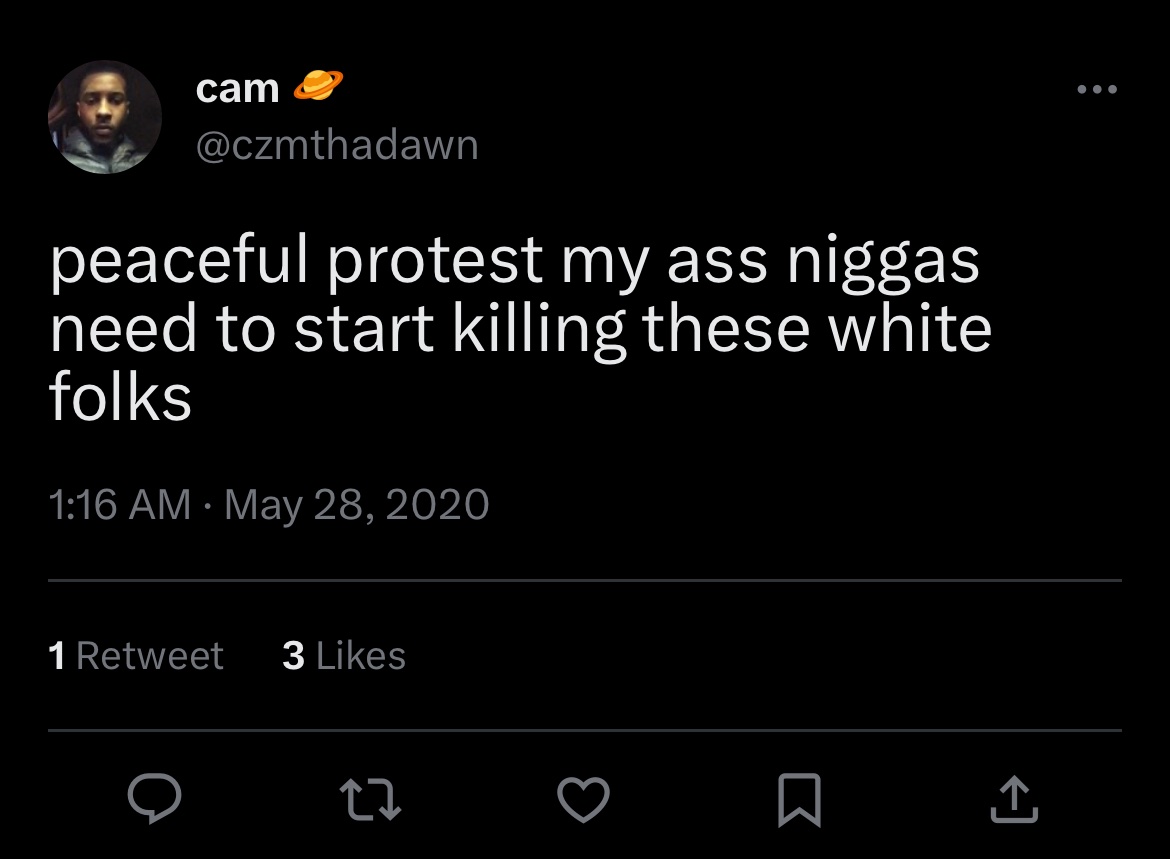 cam 🪐
@czmthadawn
peaceful protest my ass niggas
need to start killing these white
folks
1:16 AM · May 28, 2020
1 Retweet 3 Likes